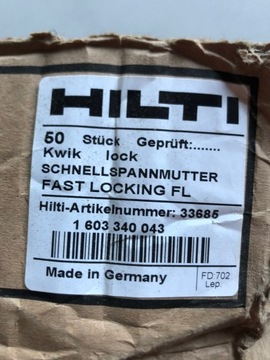 HILTI
50 Stück Geprüft:.......
Kwik lock
SCHNELLSPANNMUTTER
FAST LOCKING FL
Hilti-Artikelnummer: 33685
1 603 340 043
Made in Germany
FD:702
Lep: